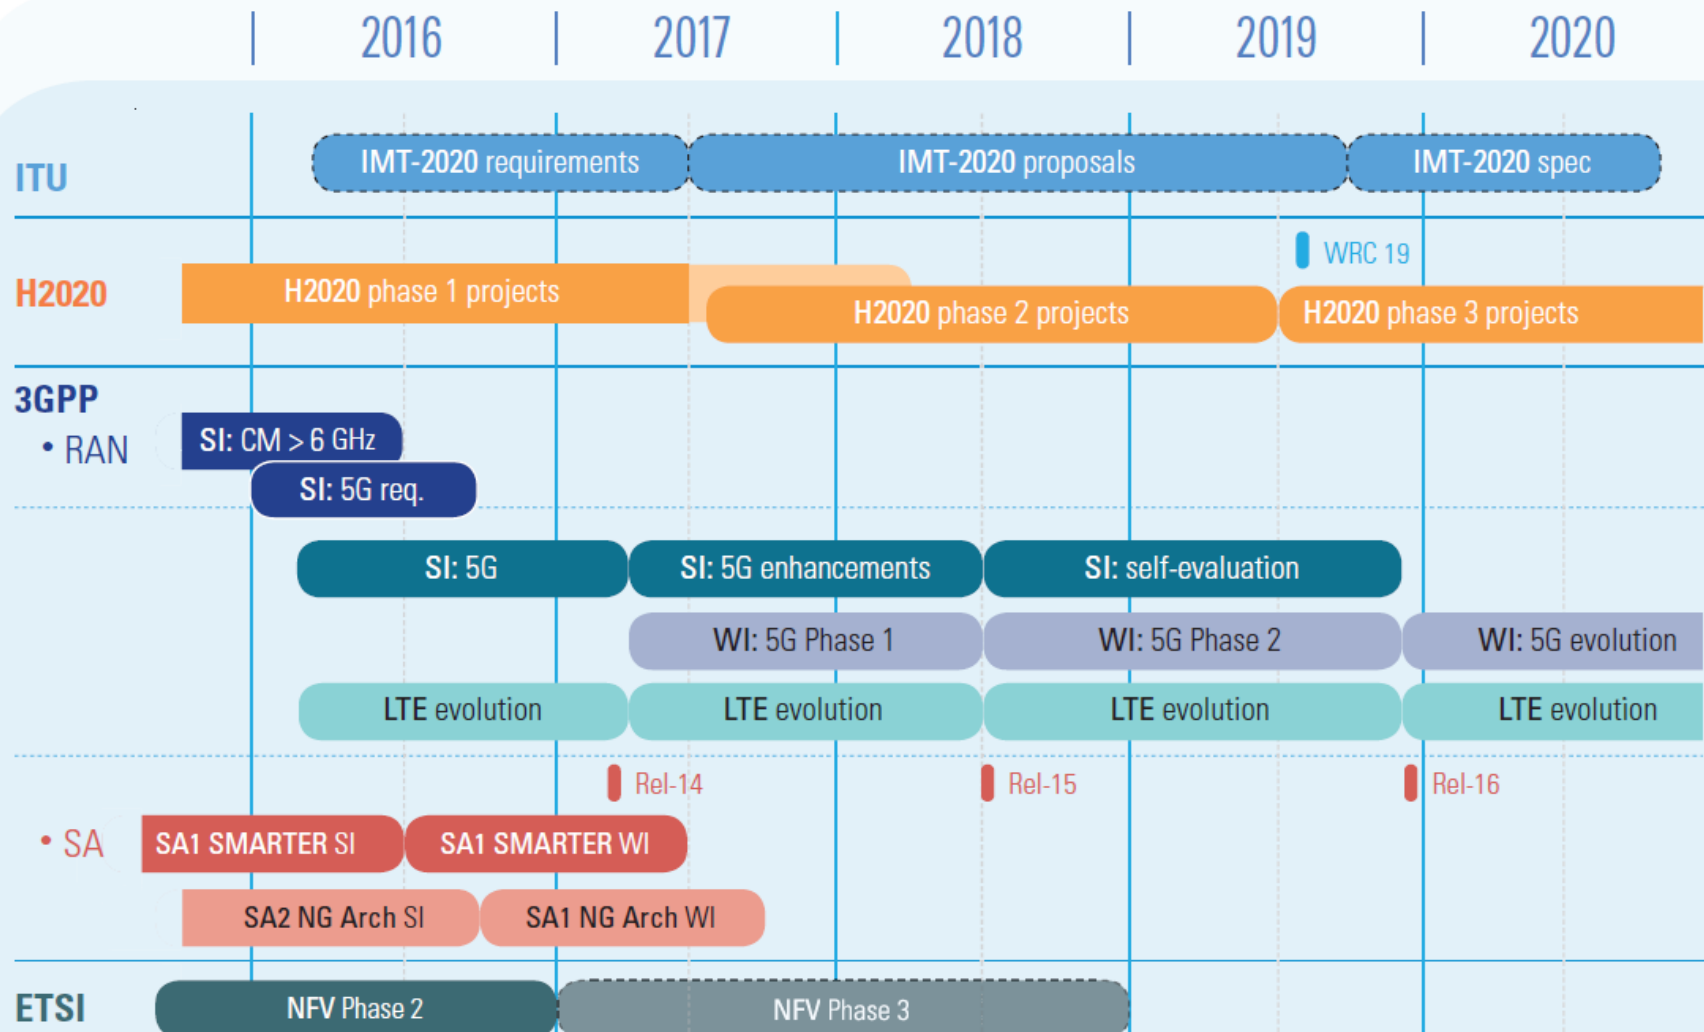 2016 2017 2018 2019 2020
ITU
IMT-2020 requirements
IMT-2020 proposals
IMT-2020 spec
WRC 19
H2020
H2020 phase 1 projects
H2020 phase 2 projects
H2020 phase 3 projects
3GPP
• RAN
SI: CM > 6 GHz
SI: 5G req.
SI: 5G
SI: 5G enhancements
SI: self-evaluation
WI: 5G Phase 1
WI: 5G Phase 2
WI: 5G evolution
LTE evolution
LTE evolution
LTE evolution
LTE evolution
Rel-14
Rel-15
Rel-16
• SA
SA1 SMARTER SI
SA1 SMARTER WI
SA2 NG Arch SI
SA1 NG Arch WI
ETSI
NFV Phase 2
NFV Phase 3